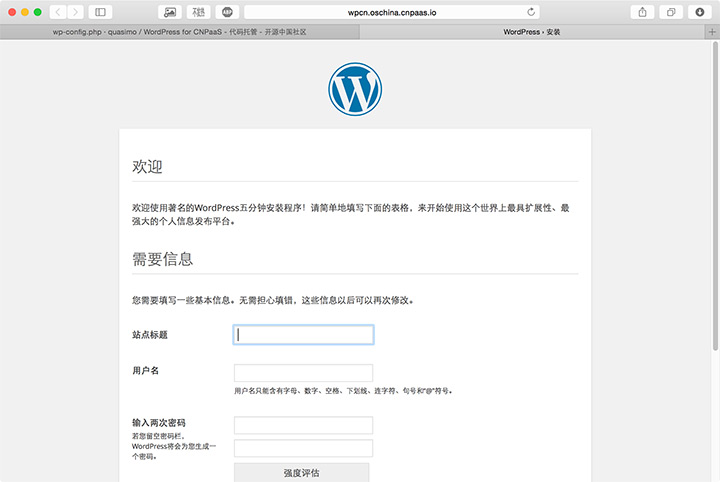 wpcn.oschina.cnpaas.io
wp-config.php · quasimo / WordPress for CNPaaS - 代码托管 - 开源中国社区
WordPress › 安装
欢迎
欢迎使用著名的WordPress五分钟安装程序！请简单地填写下面的表格，来开始使用这个世界上最具扩展性、最
强大的个人信息发布平台。
需要信息
您需要填写一些基本信息。无需担心填错，这些信息以后可以再次修改。
站点标题
用户名
用户名只能含有字母、数字、空格、下划线、连字符、句号和“@”符号。
输入两次密码
若您留空密码栏，
WordPress将会为您生成一
个密码。
强度评估